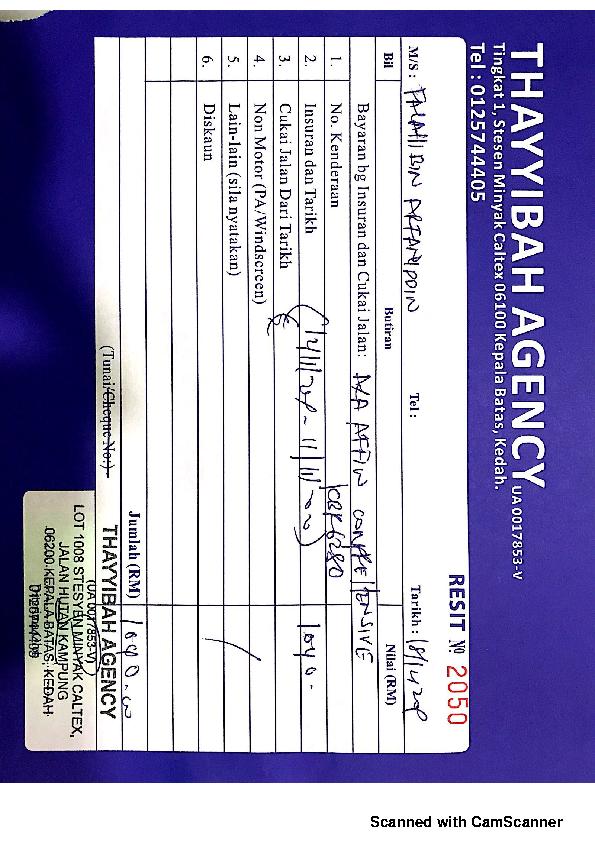 THAYYIBAH AGENCY UA 0017853-V
Tingkat 1, Stesen Minyak Caltex 06100 Kepala Batas, Kedah.
Tel : 0125744405
RESIT № 2050
M/S : BIN Tel : Tarikh :
Bil Butiran Nilai (RM)
Bayaran bg Insuran dan Cukai Jalan: AXA AFFIN
1. No. Kenderaan
2. Insuran dan Tarikh 1040.
3. Cukai Jalan Dari Tarikh
4. Non Motor (PA/Windscreen)
5. Lain-lain (sila nyatakan)
6. Diskaun
Jumlah (RM) 1040.00
(Tunai/Cheque No.)
THAYYIBAH AGENCY
(UA 0017853-V)
LOT 1008 STESYEN MINYAK CALTEX,
JALAN HUTAN KAMPUNG
06200 KEPALA BATAS, KEDAH
Scanned with CamScanner